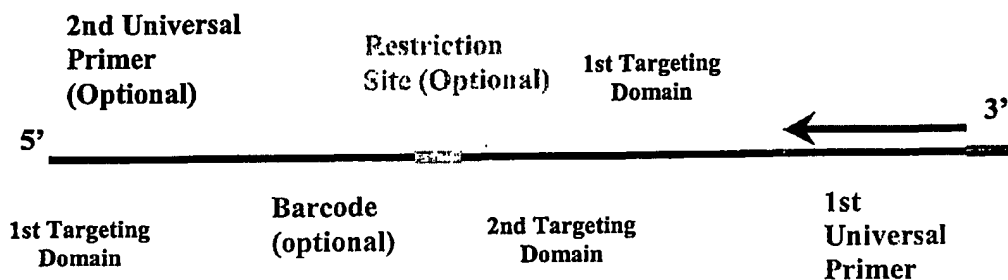 2nd Universal
Primer
(Optional)
Restriction
Site (Optional)
1st Targeting
Domain
5’
3’
1st Targeting
Domain
Barcode
(optional)
2nd Targeting
Domain
1st
Universal
Primer